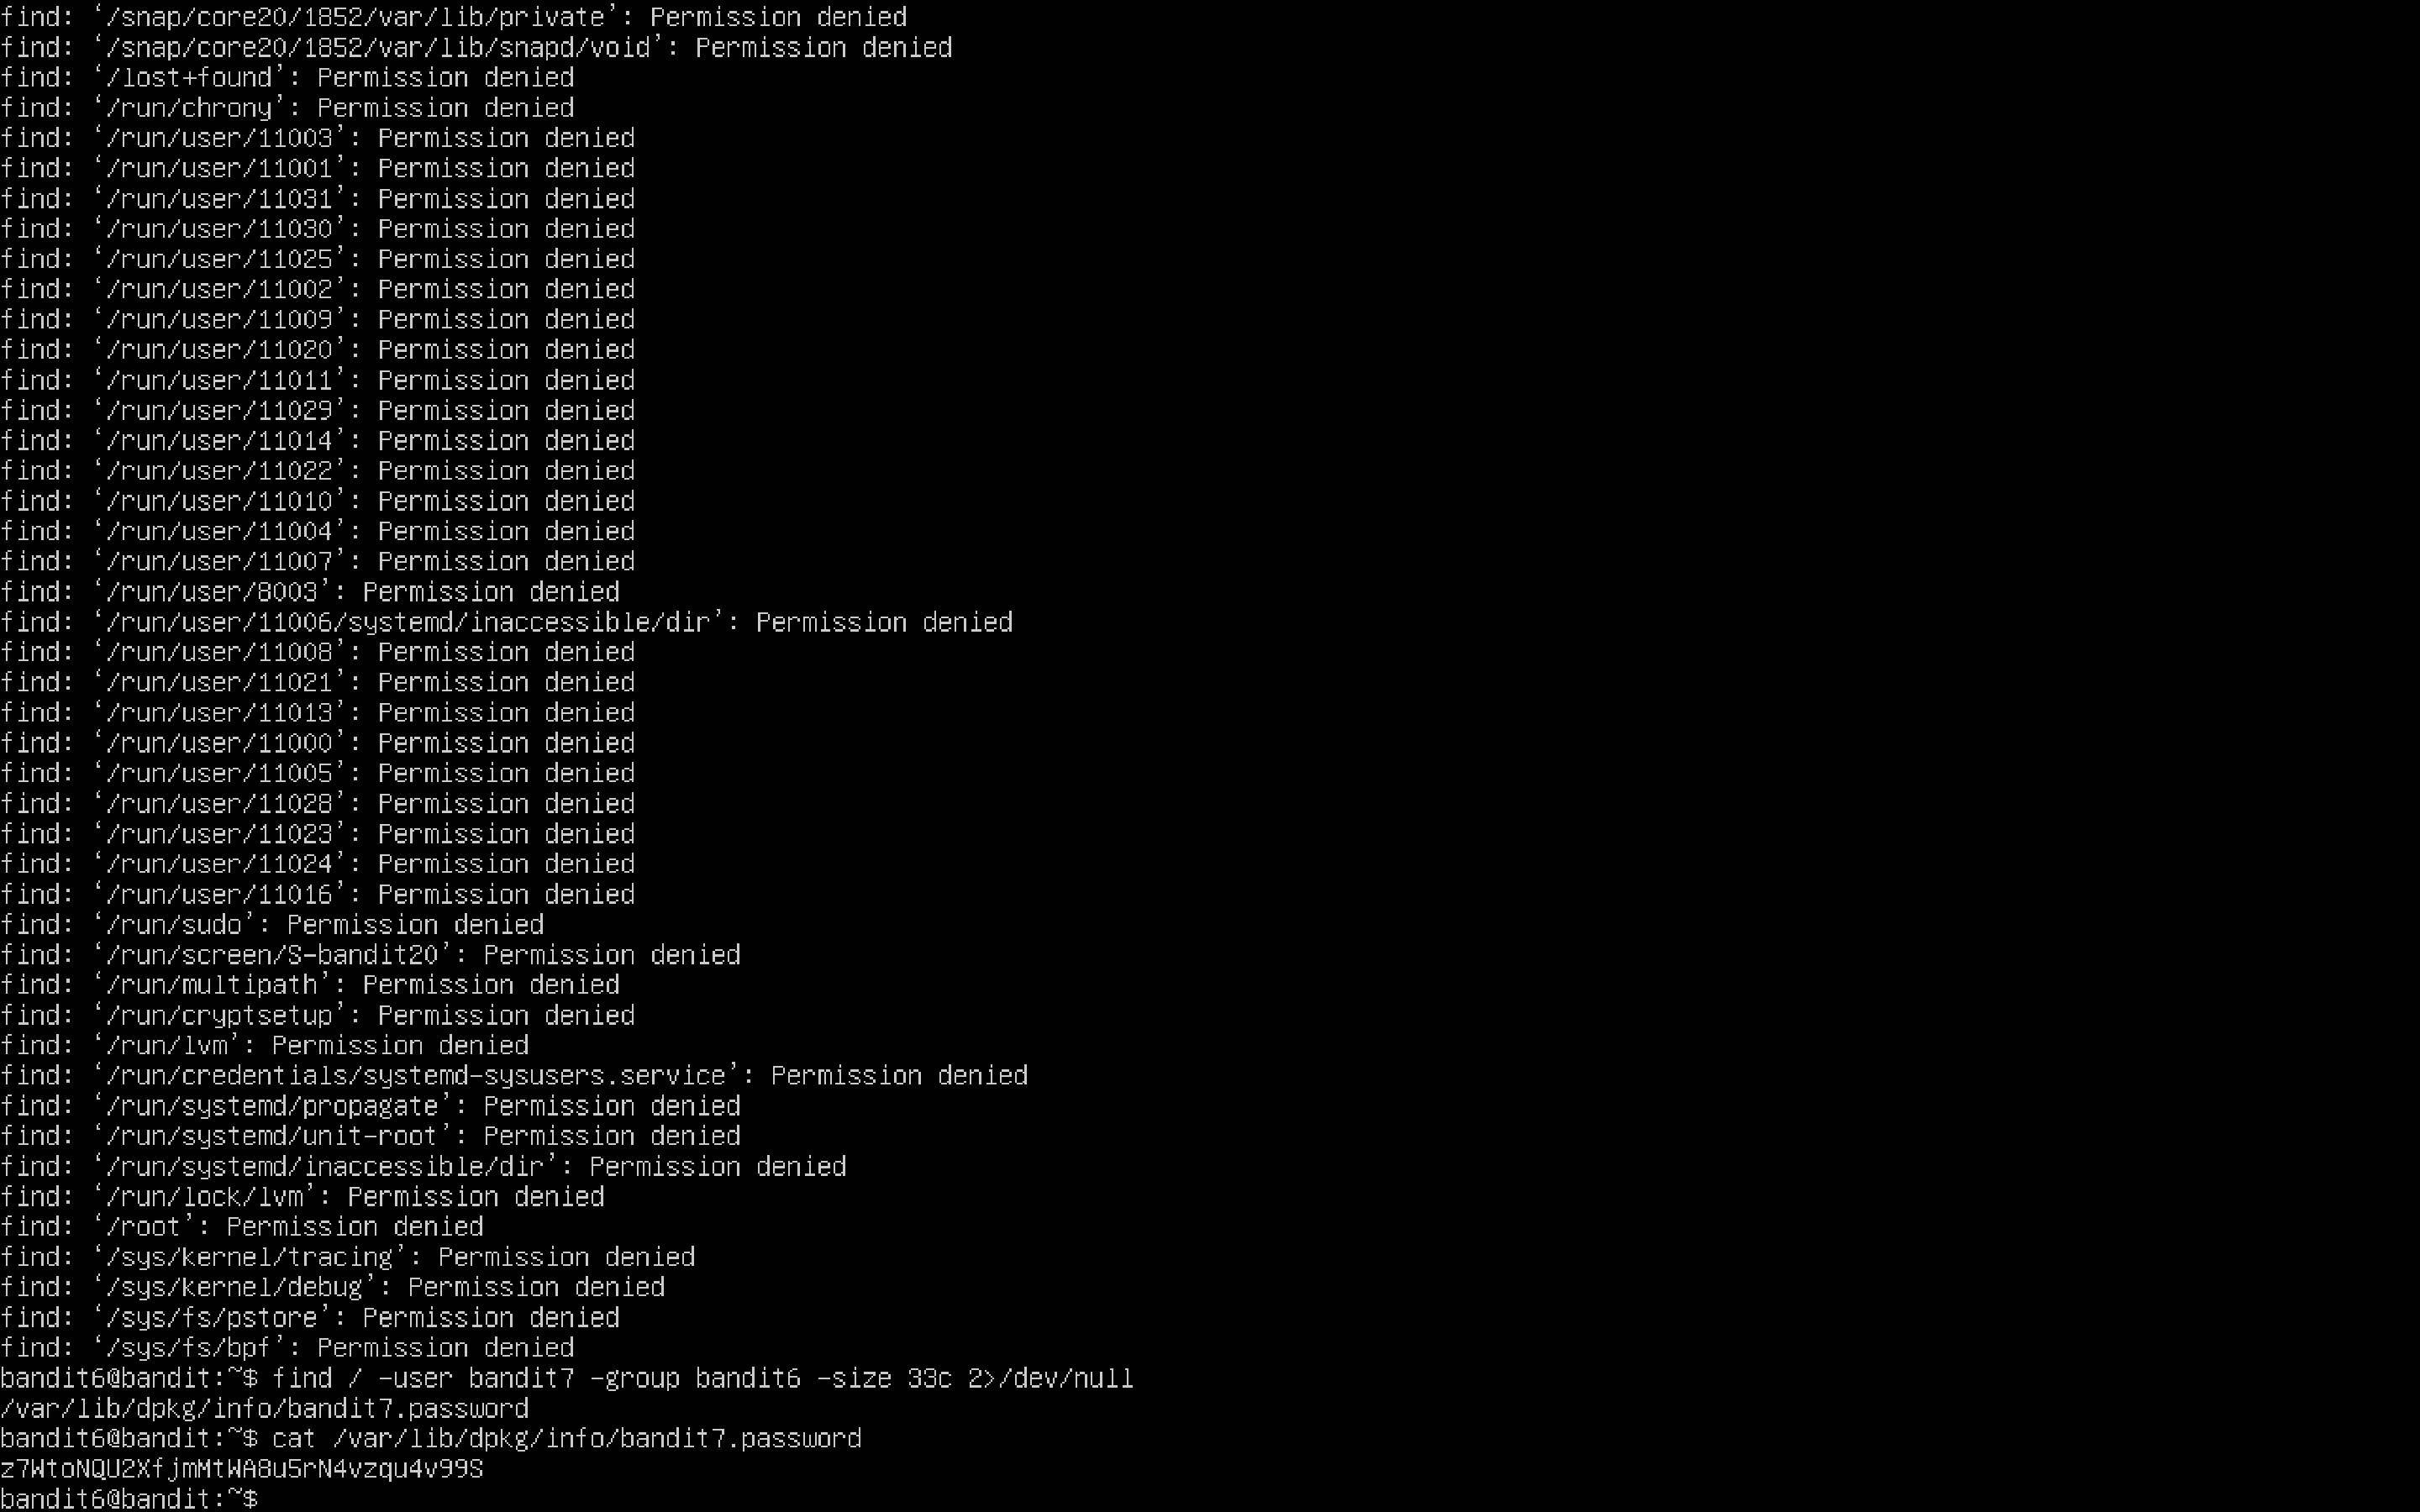 find: ‘/snap/core20/1852/var/lib/private’: Permission denied
find: ‘/snap/core20/1852/var/lib/snapd/void’: Permission denied
find: ‘/lost+found’: Permission denied
find: ‘/run/chrony’: Permission denied
find: ‘/run/user/11003’: Permission denied
find: ‘/run/user/11001’: Permission denied
find: ‘/run/user/11031’: Permission denied
find: ‘/run/user/11030’: Permission denied
find: ‘/run/user/11025’: Permission denied
find: ‘/run/user/11002’: Permission denied
find: ‘/run/user/11009’: Permission denied
find: ‘/run/user/11020’: Permission denied
find: ‘/run/user/11011’: Permission denied
find: ‘/run/user/11029’: Permission denied
find: ‘/run/user/11014’: Permission denied
find: ‘/run/user/11022’: Permission denied
find: ‘/run/user/11010’: Permission denied
find: ‘/run/user/11004’: Permission denied
find: ‘/run/user/11007’: Permission denied
find: ‘/run/user/8003’: Permission denied
find: ‘/run/user/11006/systemd/inaccessible/dir’: Permission denied
find: ‘/run/user/11008’: Permission denied
find: ‘/run/user/11021’: Permission denied
find: ‘/run/user/11013’: Permission denied
find: ‘/run/user/11000’: Permission denied
find: ‘/run/user/11005’: Permission denied
find: ‘/run/user/11028’: Permission denied
find: ‘/run/user/11023’: Permission denied
find: ‘/run/user/11024’: Permission denied
find: ‘/run/user/11016’: Permission denied
find: ‘/run/sudo’: Permission denied
find: ‘/run/screen/S-bandit20’: Permission denied
find: ‘/run/multipath’: Permission denied
find: ‘/run/cryptsetup’: Permission denied
find: ‘/run/lvm’: Permission denied
find: ‘/run/credentials/systemd-sysusers.service’: Permission denied
find: ‘/run/systemd/propagate’: Permission denied
find: ‘/run/systemd/unit-root’: Permission denied
find: ‘/run/systemd/inaccessible/dir’: Permission denied
find: ‘/run/lock/lvm’: Permission denied
find: ‘/root’: Permission denied
find: ‘/sys/kernel/tracing’: Permission denied
find: ‘/sys/kernel/debug’: Permission denied
find: ‘/sys/fs/pstore’: Permission denied
find: ‘/sys/fs/bpf’: Permission denied
bandit6@bandit:~$ find / -user bandit7 -group bandit6 -size 33c 2>/dev/null
/var/lib/dpkg/info/bandit7.password
bandit6@bandit:~$ cat /var/lib/dpkg/info/bandit7.password
z7WtoNQU2XfjmMtWA8u5rN4vzqu4v99S
bandit6@bandit:~$